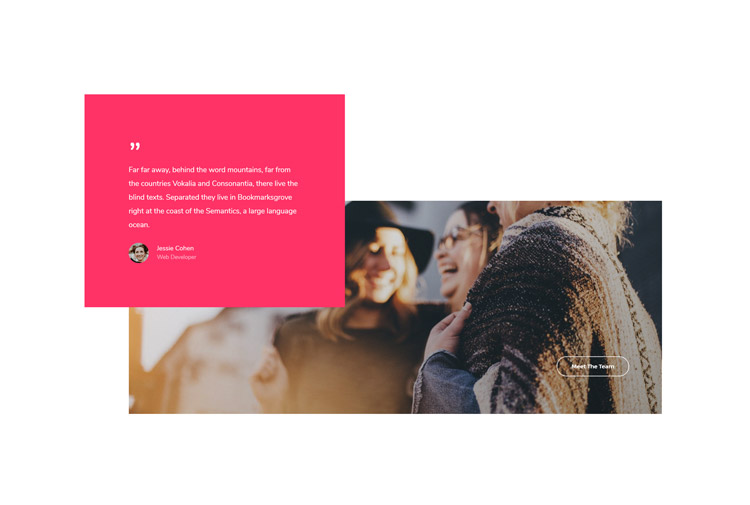 ”
Far far away, behind the word mountains, far from
the countries Vokalia and Consonantia, there live the
blind texts. Separated they live in Bookmarksgrove
right at the coast of the Semantics, a large language
ocean.
Jessie Cohen
Web Developer
Meet The Team